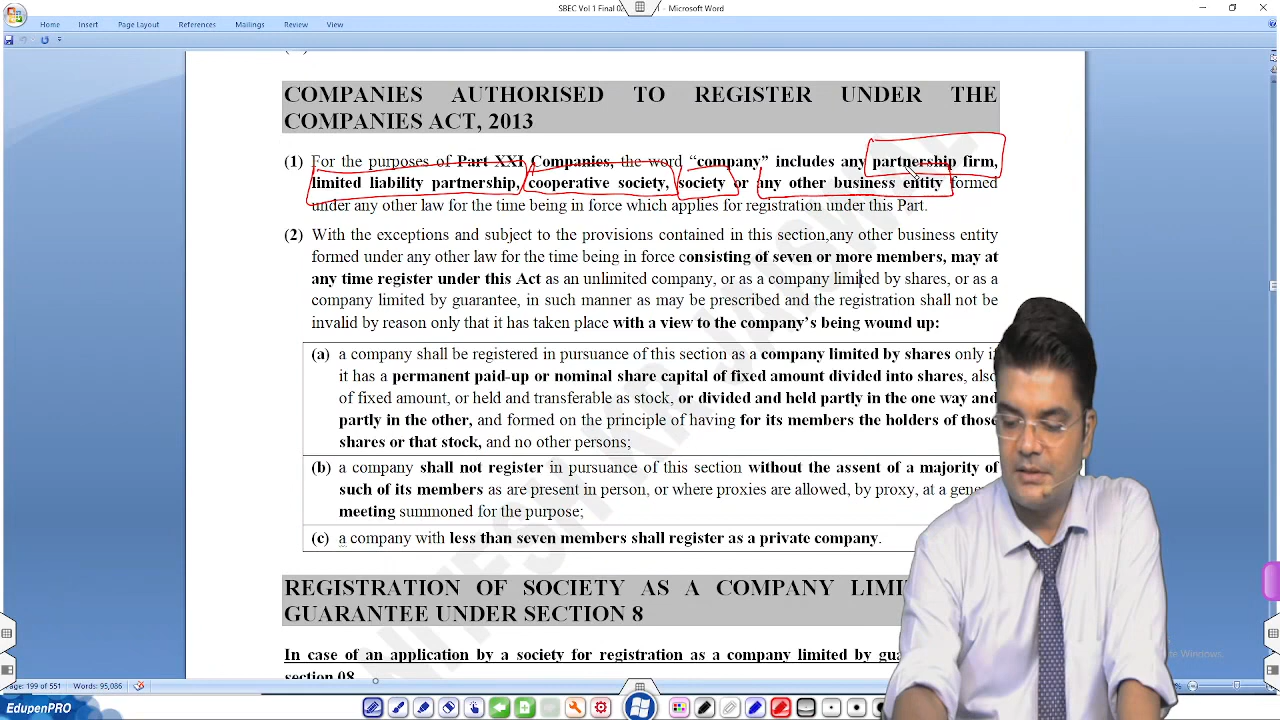 SBEC Vol 1 Final
Microsoft Word
Home Insert Page Layout References Mailings Review View
COMPANIES AUTHORISED TO REGISTER UNDER THE
COMPANIES ACT, 2013
(1) For the purposes of Part XXI Companies, the word “company” includes any partnership firm,
limited liability partnership, cooperative society, society or any other business entity formed
under any other law for the time being in force which applies for registration under this Part.
(2) With the exceptions and subject to the provisions contained in this section,any other business entity
formed under any other law for the time being in force consisting of seven or more members, may at
any time register under this Act as an unlimited company, or as a company limired by shares, or as a
company limited by guarantee, in such manner as may be prescribed and the registration shall not be
invalid by reason only that it has taken place with a view to the company’s being wound up:
(a) a company shall be registered in pursuance of this section as a company limited by shares only
it has a permanent paid-up or nominal share capital of fixed amount divided into shares, also
of fixed amount, or held and transferable as stock, or divided and held partly in the one way and
partly in the other, and formed on the principle of having for its members the holders of those
shares or that stock, and no other persons;
(b) a company shall not register in pursuance of this section without the assent of a majority of
such of its members as are present in person, or where proxies are allowed, by proxy, at a
meeting summoned for the purpose;
(c) a company with less than seven members shall register as a private company.
REGISTRATION OF SOCIETY AS A COMPANY
GUARANTEE UNDER SECTION 8
In case of an application by a society for registration as a company limited by
section 08
Page: 199 of 551 Words: 95,086
EdupenPRO